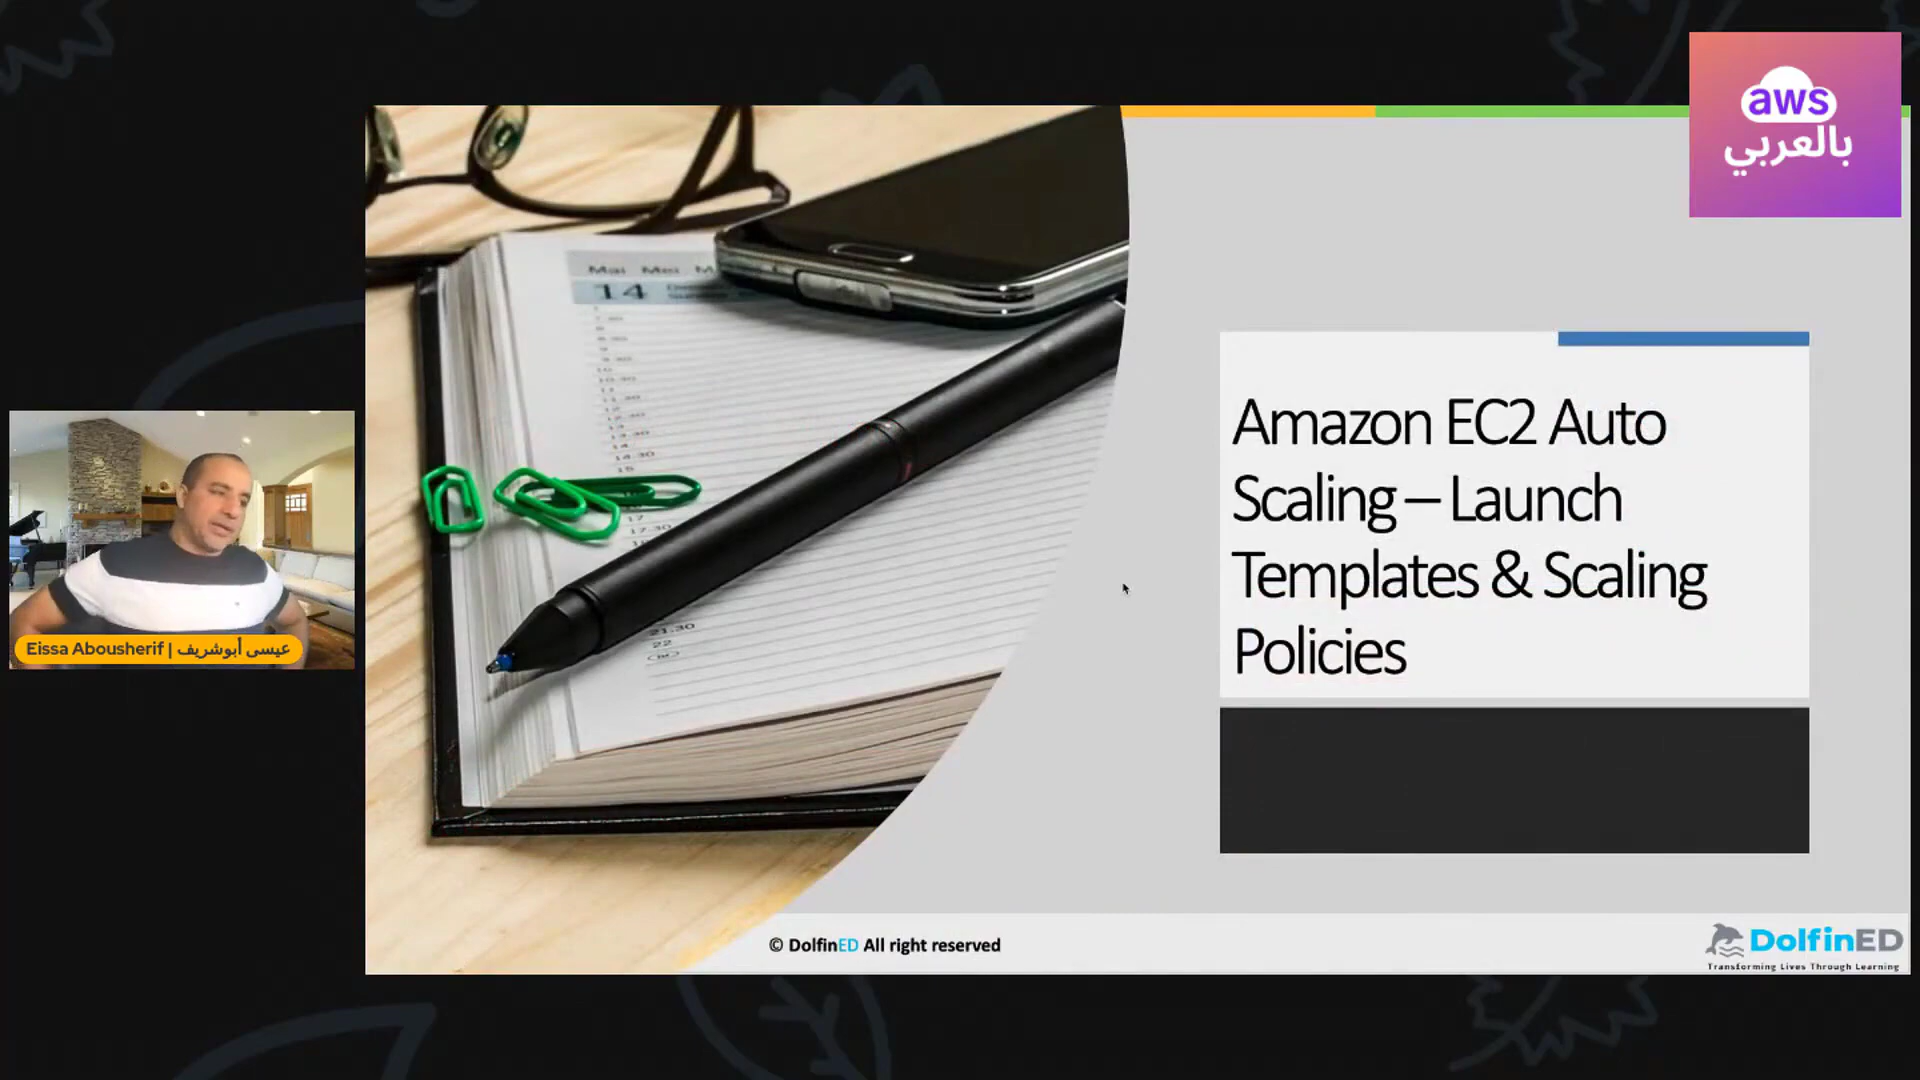 aws
بالعربي
14
Amazon EC2 Auto
Scaling – Launch
Templates & Scaling
Policies
Eissa Abousherif | عيسى أبوشريف
© DolfinED All right reserved
DolfinED
Transforming Lives Through Learning